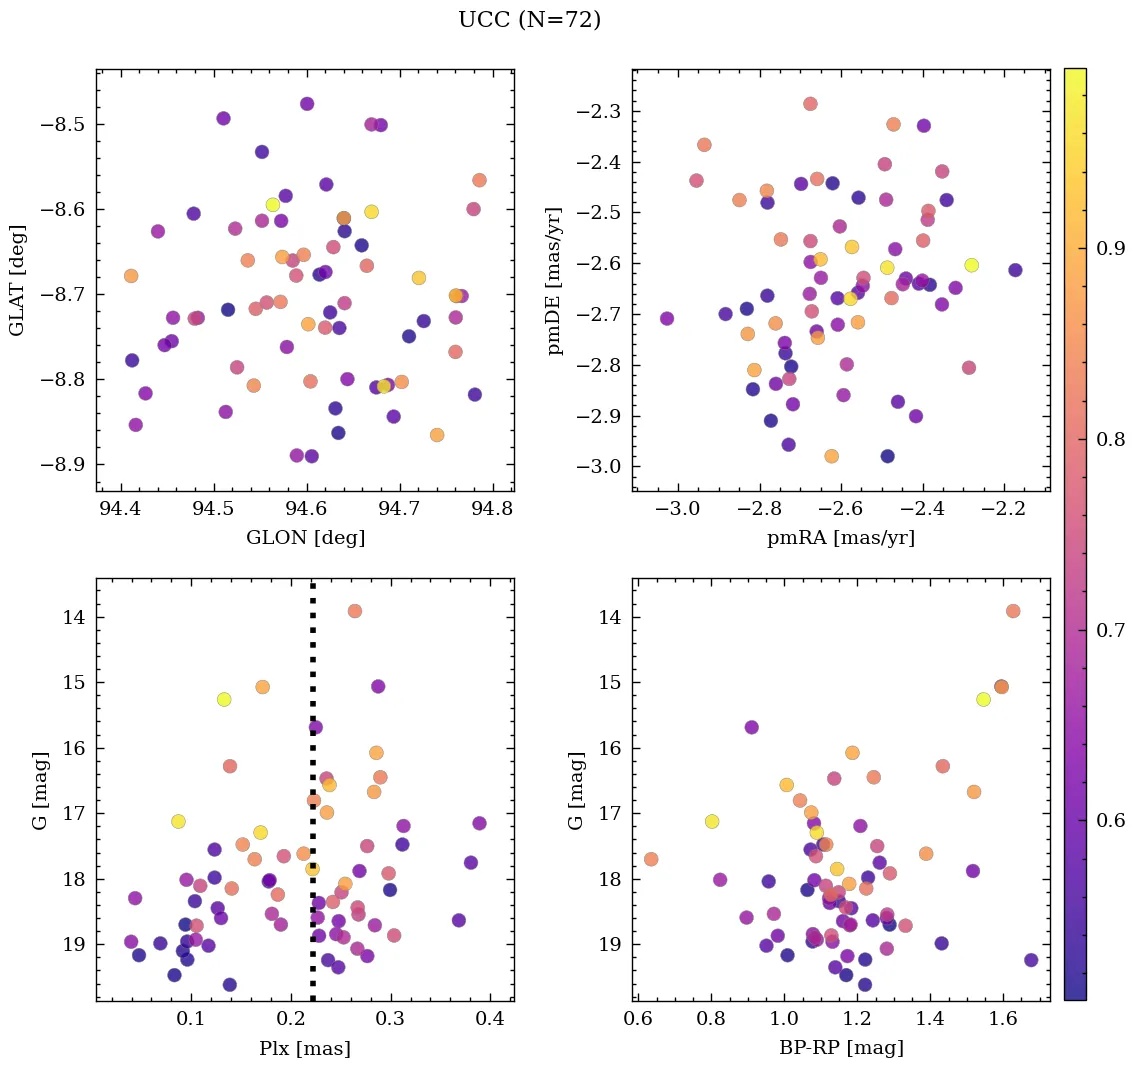 UCC (N=72)
−8.5
−8.6
−8.7
−8.8
−8.9
GLAT [deg]
94.4 94.5 94.6 94.7 94.8
GLON [deg]
−2.3
−2.4
−2.5
−2.6
−2.7
−2.8
−2.9
−3.0
pmDE [mas/yr]
−3.0 −2.8 −2.6 −2.4 −2.2
pmRA [mas/yr]
14
15
16
17
18
19
G [mag]
0.1 0.2 0.3 0.4
Plx [mas]
14
15
16
17
18
19
G [mag]
0.6 0.8 1.0 1.2 1.4 1.6
BP-RP [mag]
0.9
0.8
0.7
0.6